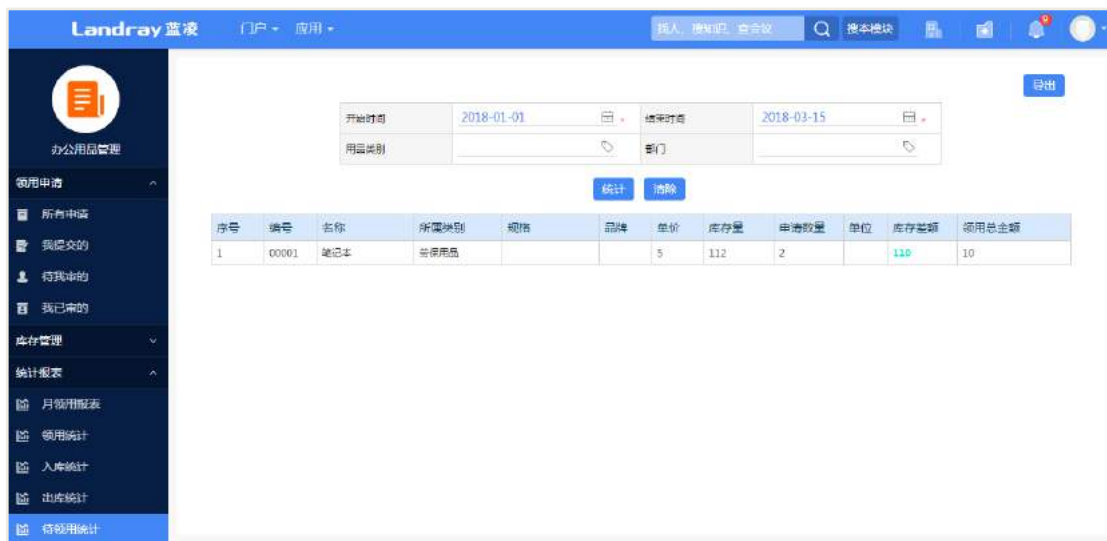 Landray 蓝凌 门户 应用 找人、搜知识、查会议 搜本模块 9
导出
开始时间 2018-01-01 * 结束时间 2018-03-15 *
办公用品管理 用品类别 部门
领用申请
统计 清除
所有申请
序号 编号 名称 所属类别 规格 品牌 单价 库存量 申请数量 单位 库存差额 领用总金额
我提交的
1 00001 笔记本 劳保用品 5 112 2 110 10
待我审的
我已审的
库存管理
统计报表
月领用报表
领用统计
入库统计
出库统计
待领用统计